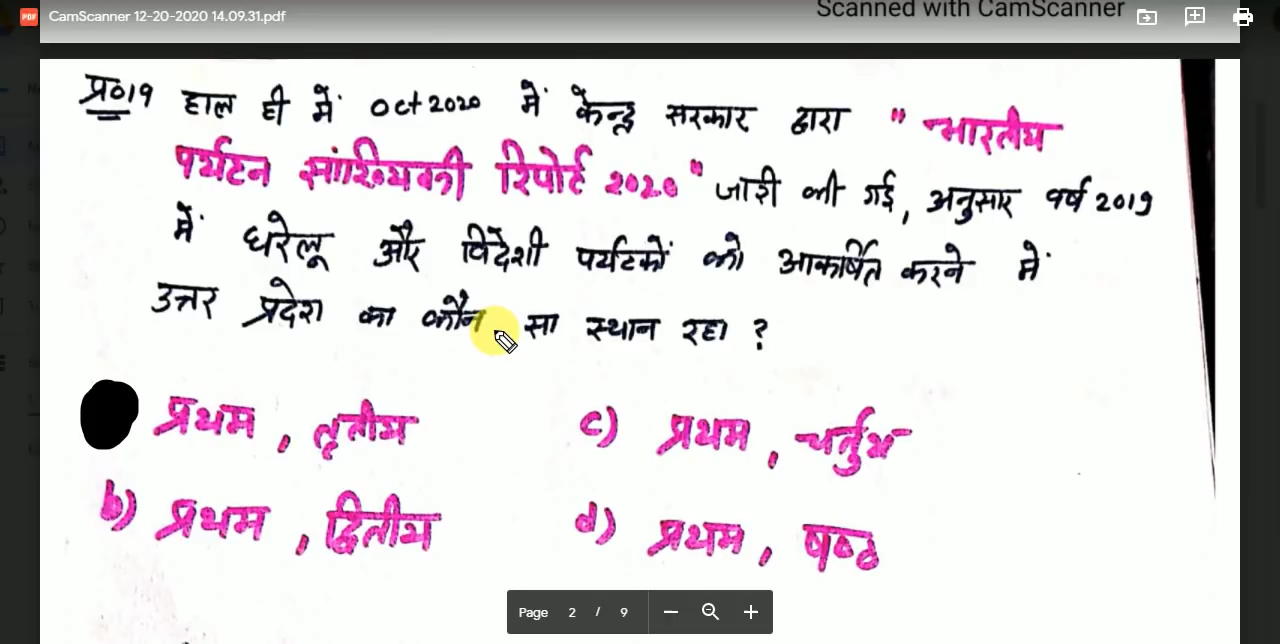 CamScanner 12-20-2020 14.09.31.pdf
Scanned with CamScanner
प्र०19 हाल ही में Oct 2020 में केन्द्र सरकार द्वारा " भारतीय
पर्यटन सांख्यिकी रिपोर्ट 2020 " जारी की गई, अनुसार वर्ष 2019
में घरेलू और विदेशी पर्यटकों को आकर्षित करने में
उत्तर प्रदेश का कौन सा स्थान रहा ?
प्रथम , तृतीय
c) प्रथम , चर्तुथ
b) प्रथम , द्वितीय
d) प्रथम , षष्ठ
Page 2 / 9